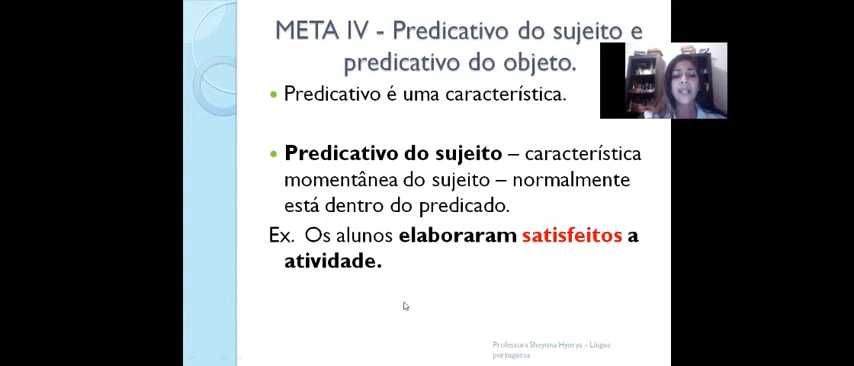 META IV - Predicativo do sujeito e
predicativo do objeto.
Predicativo é uma característica.
Predicativo do sujeito – característica
momentânea do sujeito – normalmente
está dentro do predicado.
Ex. Os alunos elaboraram satisfeitos a
atividade.
Professora Sheynna Hyurya - Língua
portuguesa